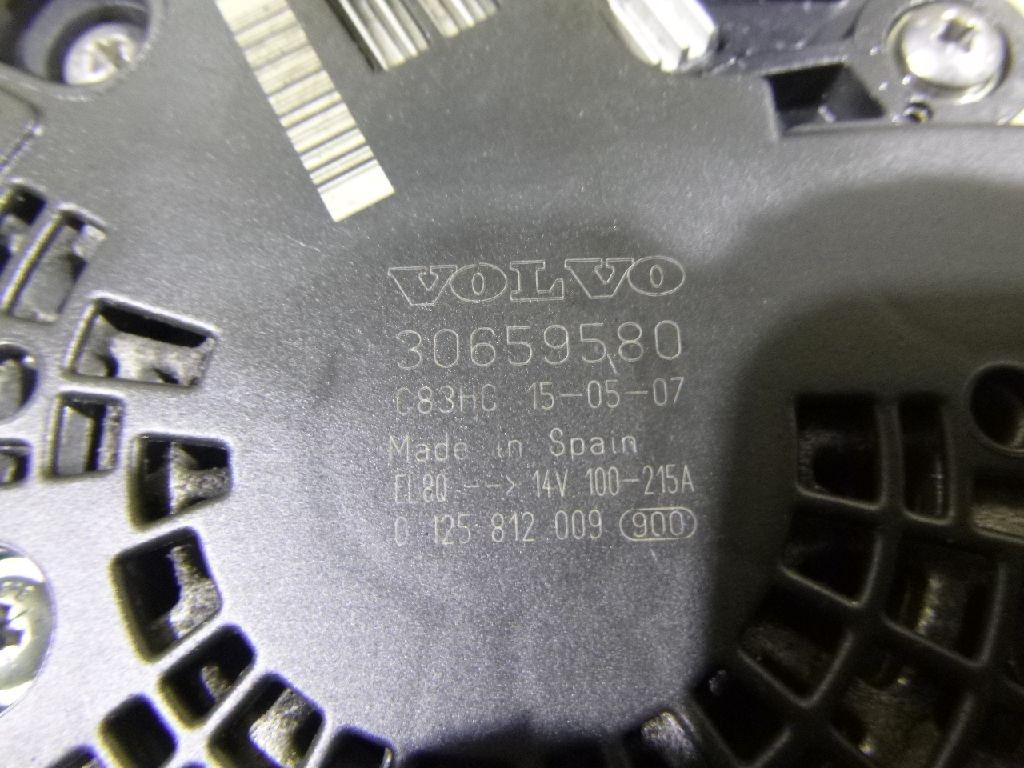 VOLVO
30659580
C83HC 15-05-07
Made in Spain
EL8Q --> 14V 100-215A
0 125 812 009 900